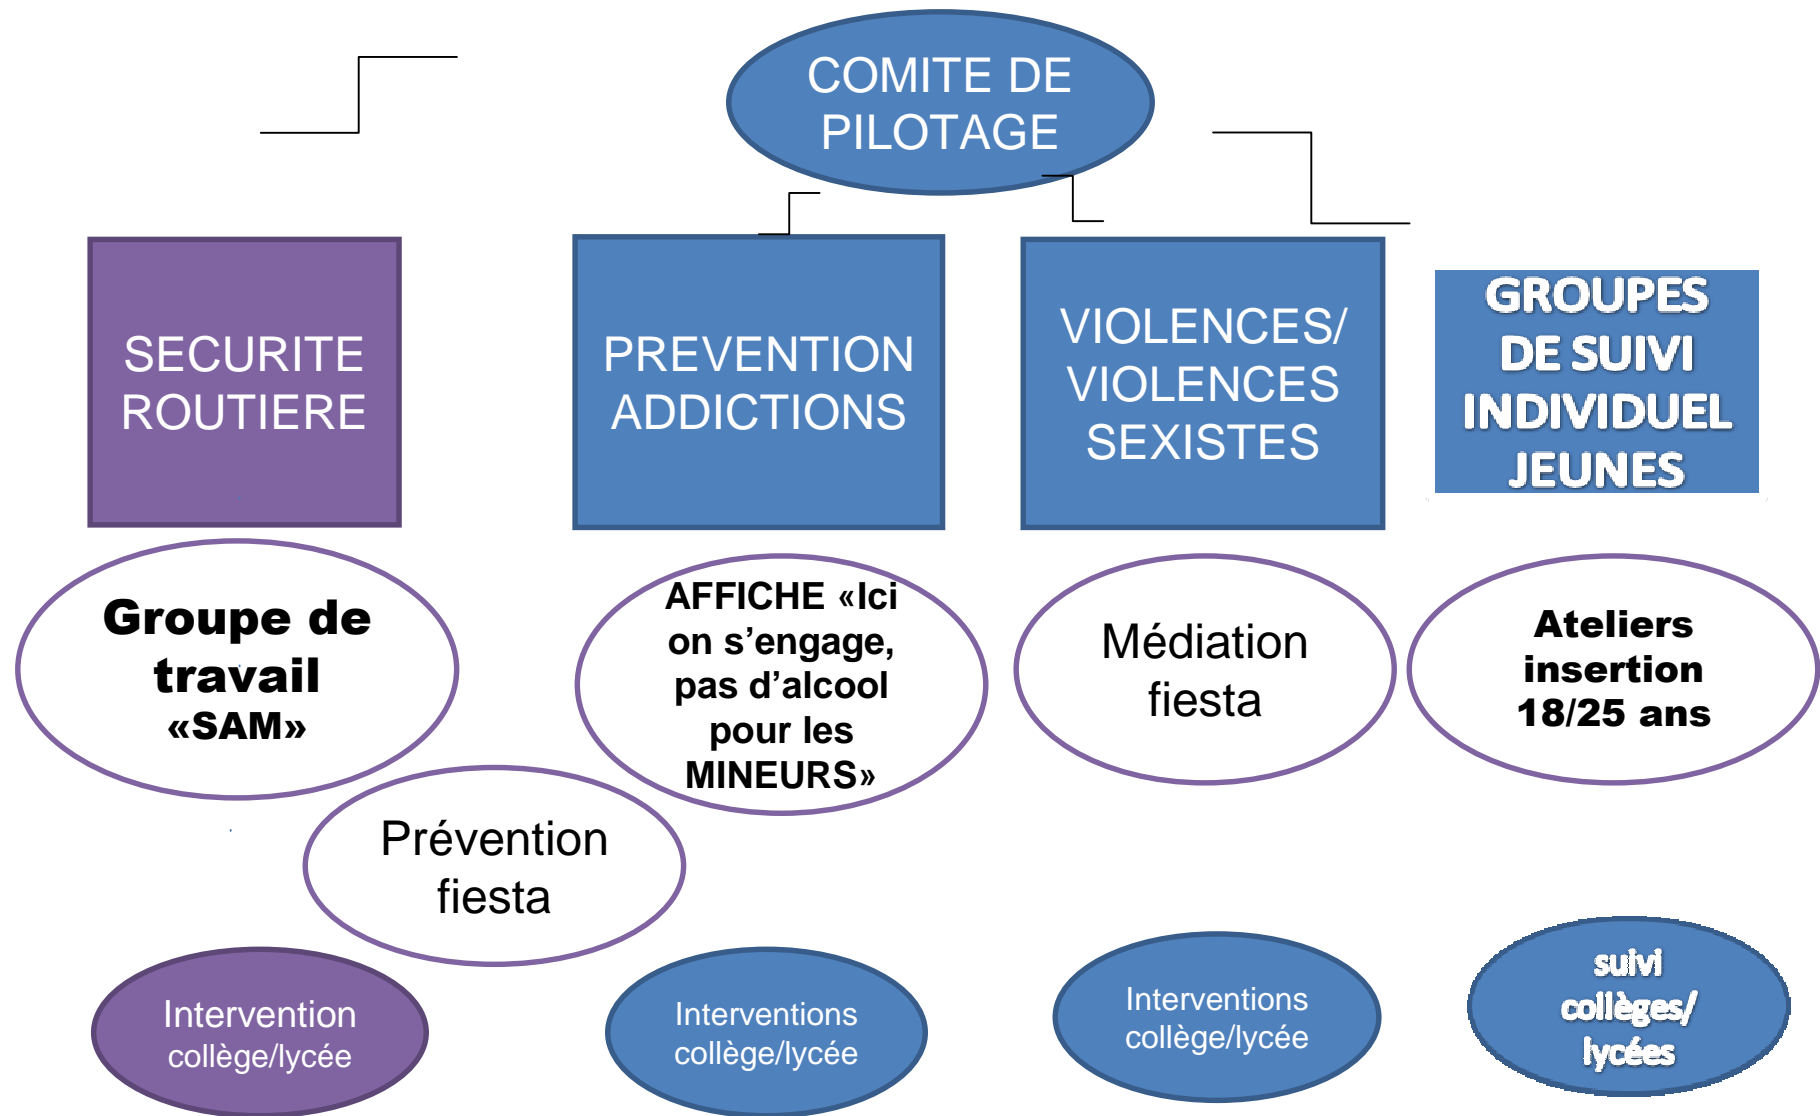 COMITE DE
PILOTAGE
SECURITE
ROUTIERE
PREVENTION
ADDICTIONS
VIOLENCES/
VIOLENCES
SEXISTES
GROUPES
DE SUIVI
INDIVIDUEL
JEUNES
Groupe de
travail
«SAM»
AFFICHE «Ici
on s’engage,
pas d’alcool
pour les
MINEURS»
Médiation
fiesta
Ateliers
insertion
18/25 ans
Prévention
fiesta
Intervention
collège/lycée
Interventions
collège/lycée
Interventions
collège/lycée
suivi
collèges/
lycées